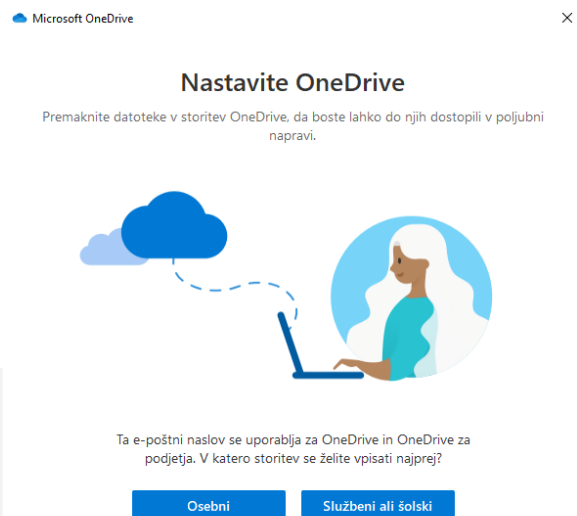 Microsoft OneDrive
Nastavite OneDrive
Premaknite datoteke v storitev OneDrive, da boste lahko do njih dostopili v poljubni
napravi.
Ta e-poštni naslov se uporablja za OneDrive in OneDrive za
podjetja. V katero storitev se želite vpisati najprej?
Osebni
Službeni ali šolski